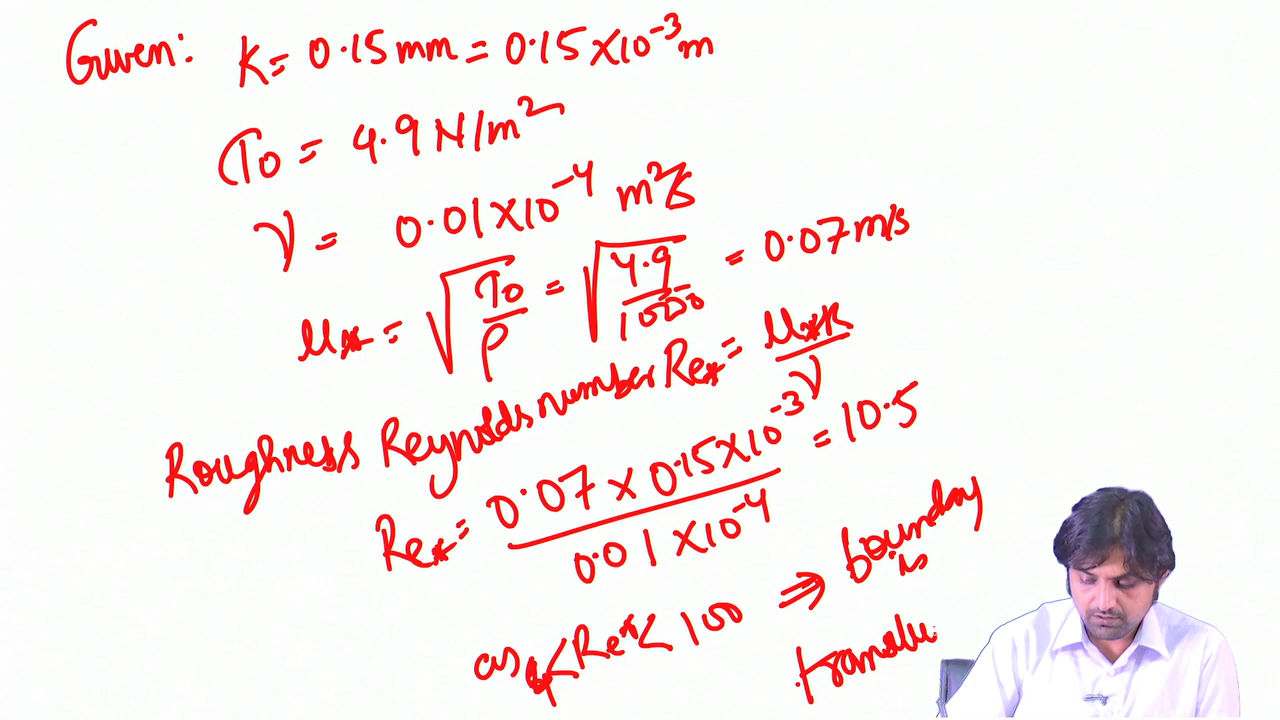 Given: K = 0.15 mm = 0.15×10⁻³ m
τ₀ = 4.9 N/m²
ν = 0.01×10⁻⁴ m²/s
u* = √(τ₀/ρ) = √(4.9/1000) = 0.07 m/s
Roughness Reynolds number Re* = u*K/ν
Re* = (0.07 × 0.15×10⁻³)/(0.01×10⁻⁴) = 10.5
as 4 < Re* < 100 ⇒ boundary is